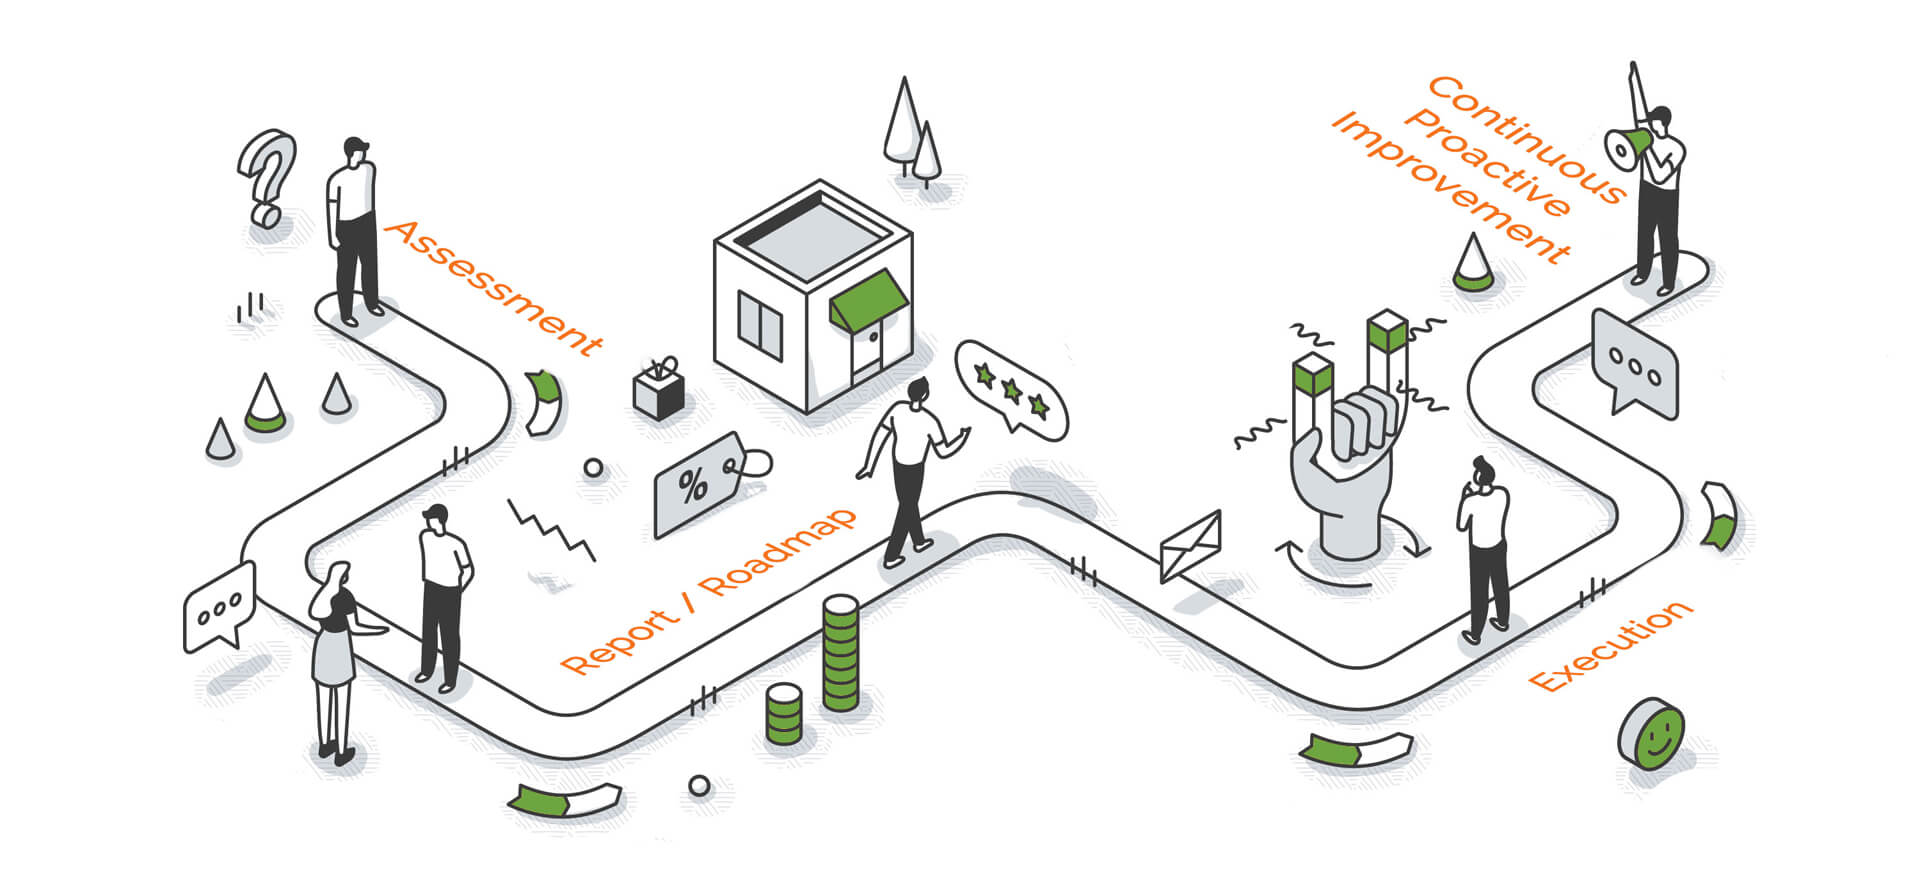 Assessment
%
Report / Roadmap
Execution
Continuous
Proactive
Improvement
?